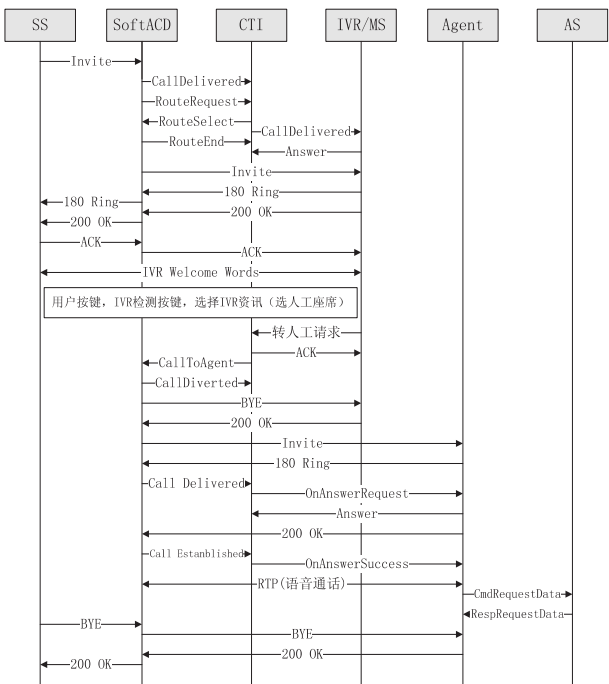 SS SoftACD CTI IVR/MS Agent AS
Invite
CallDelivered
RouteRequest
RouteSelect
CallDelivered
RouteEnd
Answer
Invite
180 Ring
180 Ring
200 OK
200 OK
ACK
ACK
IVR Welcome Words
用户按键，IVR检测按键，选择IVR资讯（选人工座席）
转人工请求
ACK
CallToAgent
CallDiverted
BYE
200 OK
Invite
180 Ring
Call Delivered
OnAnswerRequest
Answer
200 OK
Call Estanblished
OnAnswerSuccess
RTP(语音通话)
CmdRequestData
RespRequestData
BYE
BYE
200 OK
200 OK